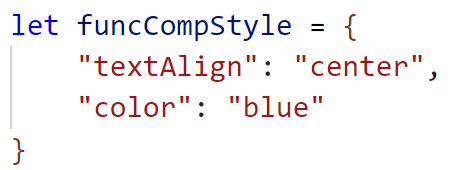 let funcCompStyle = {
    "textAlign": "center",
    "color": "blue"
}